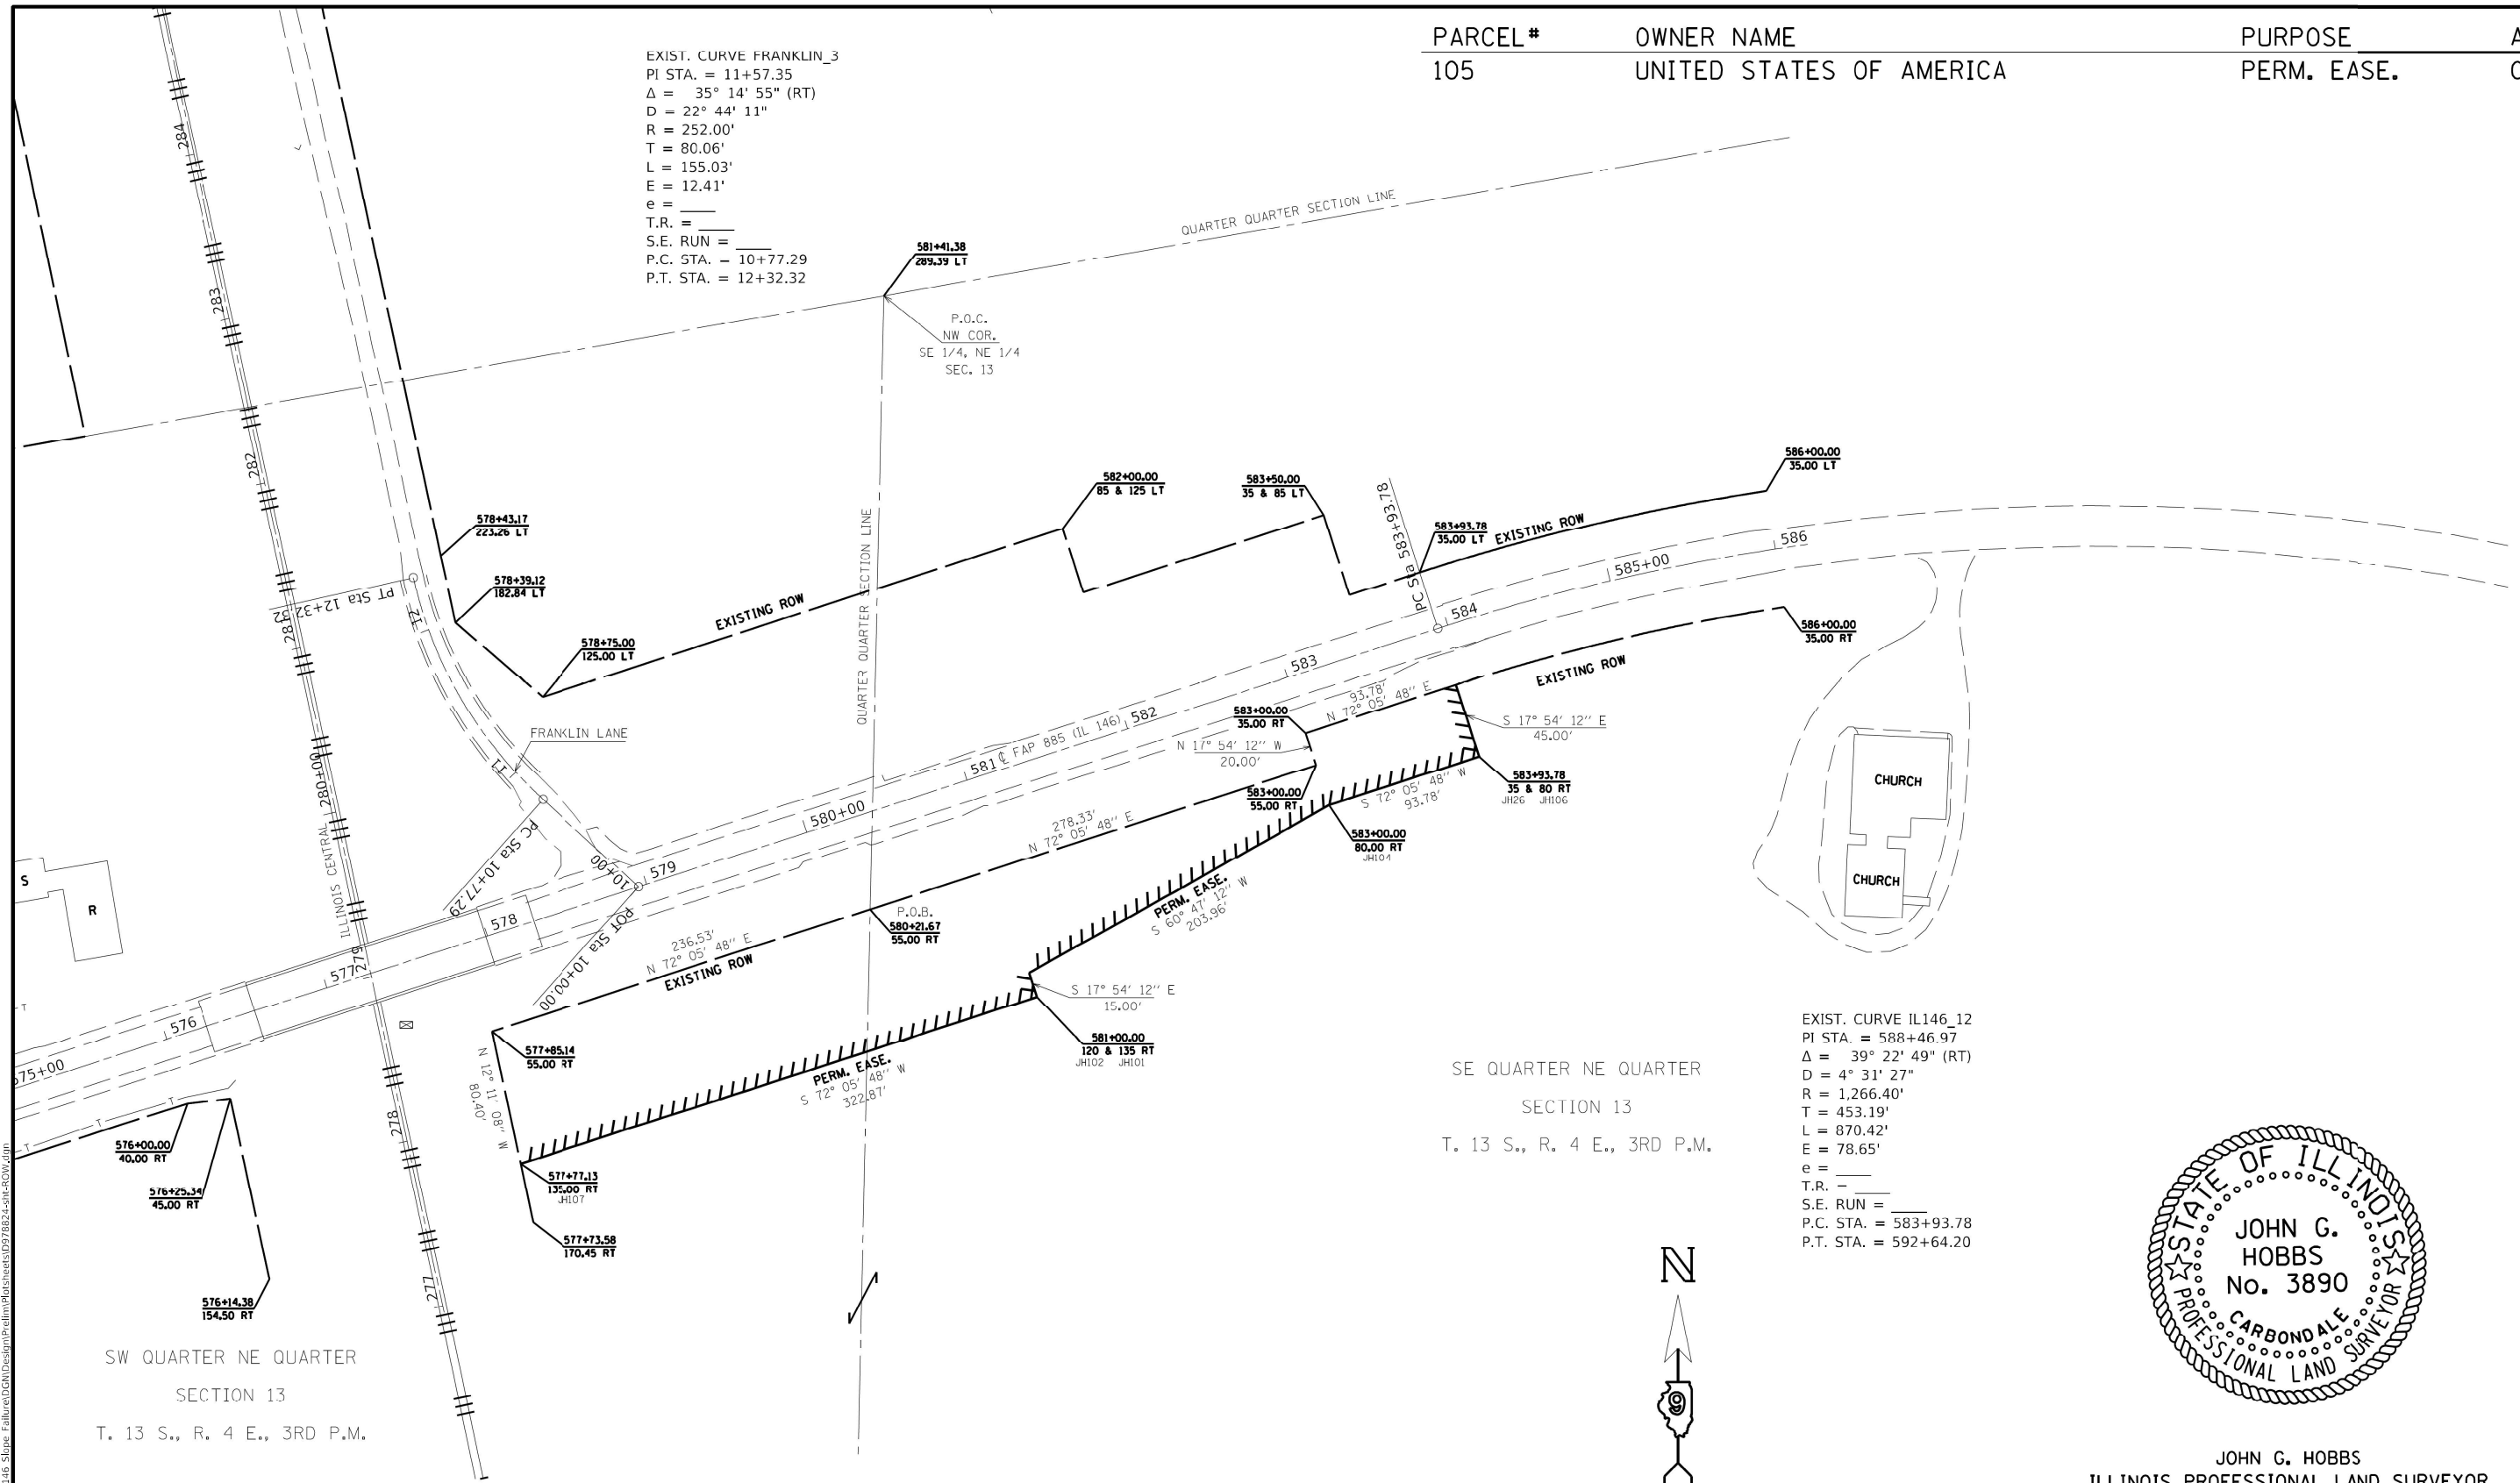 PARCEL# OWNER NAME PURPOSE
105 UNITED STATES OF AMERICA PERM. EASE.
EXIST. CURVE FRANKLIN_3
PI STA. = 11+57.35
Δ = 35° 14' 55" (RT)
D = 22° 44' 11"
R = 252.00'
T = 80.06'
L = 155.03'
E = 12.41'
e = ____
T.R. = ____
S.E. RUN = ____
P.C. STA. = 10+77.29
P.T. STA. = 12+32.32
QUARTER QUARTER SECTION LINE
581+41.38
289.39 LT
P.O.C.
NW COR.
SE 1/4, NE 1/4
SEC. 13
284
283
282
281
280+00
279
278
277
ILLINOIS CENTRAL
578+43.17
223.26 LT
578+39.12
182.84 LT
578+75.00
125.00 LT
EXISTING ROW
582+00.00
85 & 125 LT
583+50.00
35 & 85 LT
PC Sta 583+93.78
583+93.78
35.00 LT
EXISTING ROW
586+00.00
35.00 LT
586+00.00
35.00 RT
EXISTING ROW
QUARTER QUARTER SECTION LINE
PT Sta 12+32.32
12
11
FRANKLIN LANE
PC Sta 10+77.29
10+00
POT Sta 10+00.00
575+00
576
577
578
579
580+00
581
℄ FAP 885 (IL 146)
582
583
584
585+00
586
583+00.00
35.00 RT
93.78'
N 72° 05' 48'' E
N 17° 54' 12'' W
20.00'
S 17° 54' 12'' E
45.00'
583+00.00
55.00 RT
S 72° 05' 48'' W
93.78'
583+93.78
35 & 80 RT
JH26 JH106
583+00.00
80.00 RT
JH104
278.33'
N 72° 05' 48'' E
PERM. EASE.
S 60° 47' 12'' W
203.96'
P.O.B.
580+21.67
55.00 RT
236.53'
N 72° 05' 48'' E
EXISTING ROW
S 17° 54' 12'' E
15.00'
581+00.00
120 & 135 RT
JH102 JH101
577+85.14
55.00 RT
N 12° 11' 08'' W
80.40'
PERM. EASE.
S 72° 05' 48'' W
322.87'
577+77.13
135.00 RT
JH107
577+73.58
170.45 RT
576+00.00
40.00 RT
576+25.34
45.00 RT
576+14.38
154.50 RT
S
R
T
T
T
T
CHURCH
CHURCH
SE QUARTER NE QUARTER
SECTION 13
T. 13 S., R. 4 E., 3RD P.M.
EXIST. CURVE IL146_12
PI STA. = 588+46.97
Δ = 39° 22' 49" (RT)
D = 4° 31' 27"
R = 1,266.40'
T = 453.19'
L = 870.42'
E = 78.65'
e = ____
T.R. = ____
S.E. RUN = ____
P.C. STA. = 583+93.78
P.T. STA. = 592+64.20
SW QUARTER NE QUARTER
SECTION 13
T. 13 S., R. 4 E., 3RD P.M.
N
9
STATE OF ILLINOIS
JOHN G.
HOBBS
No. 3890
CARBONDALE
PROFESSIONAL LAND SURVEYOR
JOHN G. HOBBS
ILLINOIS PROFESSIONAL LAND SURVEYOR
146 Slope Failure\DGN\Design\Prelim\Plotsheets\D978824-sht-ROW.dgn